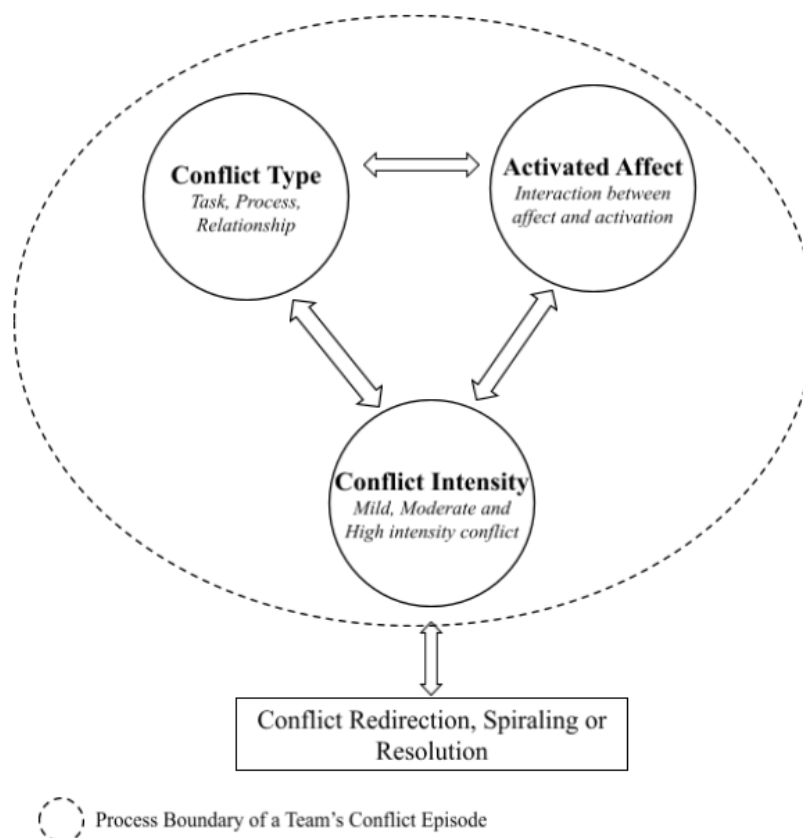 Conflict Type
Task, Process,
Relationship
Activated Affect
Interaction between
affect and activation
Conflict Intensity
Mild, Moderate and
High intensity conflict
Conflict Redirection, Spiraling or
Resolution
Process Boundary of a Team's Conflict Episode